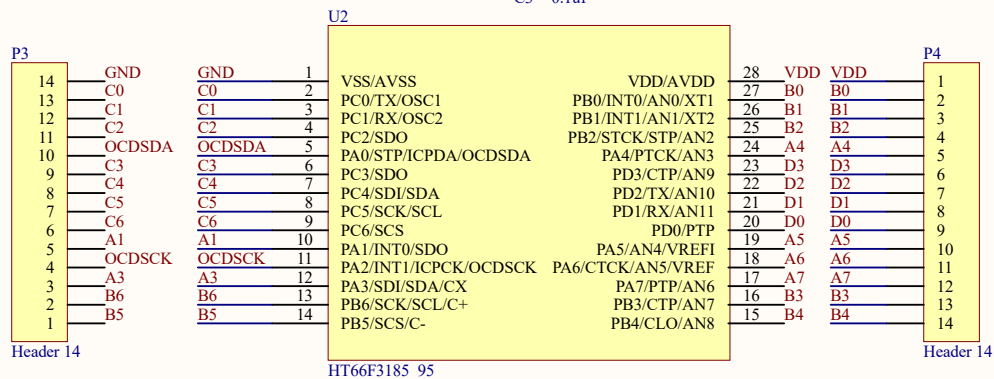 U2
P3
P4
14 GND GND 1 VSS/AVSS VDD/AVDD 28 VDD VDD 1
13 C0 C0 2 PC0/TX/OSC1 PB0/INT0/AN0/XT1 27 B0 B0 2
12 C1 C1 3 PC1/RX/OSC2 PB1/INT1/AN1/XT2 26 B1 B1 3
11 C2 C2 4 PC2/SDO PB2/STCK/STP/AN2 25 B2 B2 4
10 OCDSDA OCDSDA 5 PA0/STP/ICPDA/OCDSDA PA4/PTCK/AN3 24 A4 A4 5
9 C3 C3 6 PC3/SDO PD3/CTP/AN9 23 D3 D3 6
8 C4 C4 7 PC4/SDI/SDA PD2/TX/AN10 22 D2 D2 7
7 C5 C5 8 PC5/SCK/SCL PD1/RX/AN11 21 D1 D1 8
6 C6 C6 9 PC6/SCS PD0/PTP 20 D0 D0 9
5 A1 A1 10 PA1/INT0/SDO PA5/AN4/VREFI 19 A5 A5 10
4 OCDSCK OCDSCK 11 PA2/INT1/ICPCK/OCDSCK PA6/CTCK/AN5/VREF 18 A6 A6 11
3 A3 A3 12 PA3/SDI/SDA/CX PA7/PTP/AN6 17 A7 A7 12
2 B6 B6 13 PB6/SCK/SCL/C+ PB3/CTP/AN7 16 B3 B3 13
1 B5 B5 14 PB5/SCS/C- PB4/CLO/AN8 15 B4 B4 14
Header 14
Header 14
HT66F3185_95